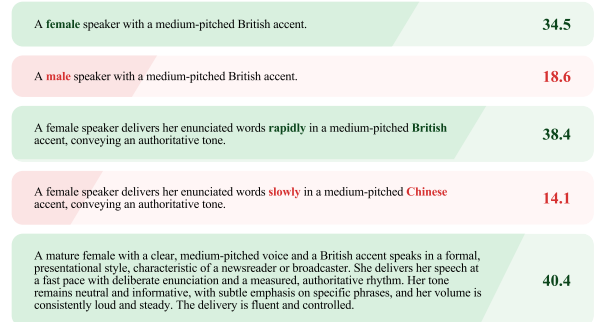 A female speaker with a medium-pitched British accent. 34.5
A male speaker with a medium-pitched British accent. 18.6
A female speaker delivers her enunciated words rapidly in a medium-pitched British
accent, conveying an authoritative tone. 38.4
A female speaker delivers her enunciated words slowly in a medium-pitched Chinese
accent, conveying an authoritative tone. 14.1
A mature female with a clear, medium-pitched voice and a British accent speaks in a formal,
presentational style, characteristic of a newsreader or broadcaster. She delivers her speech at
a fast pace with deliberate enunciation and a measured, authoritative rhythm. Her tone
remains neutral and informative, with subtle emphasis on specific phrases, and her volume is
consistently loud and steady. The delivery is fluent and controlled.
40.4